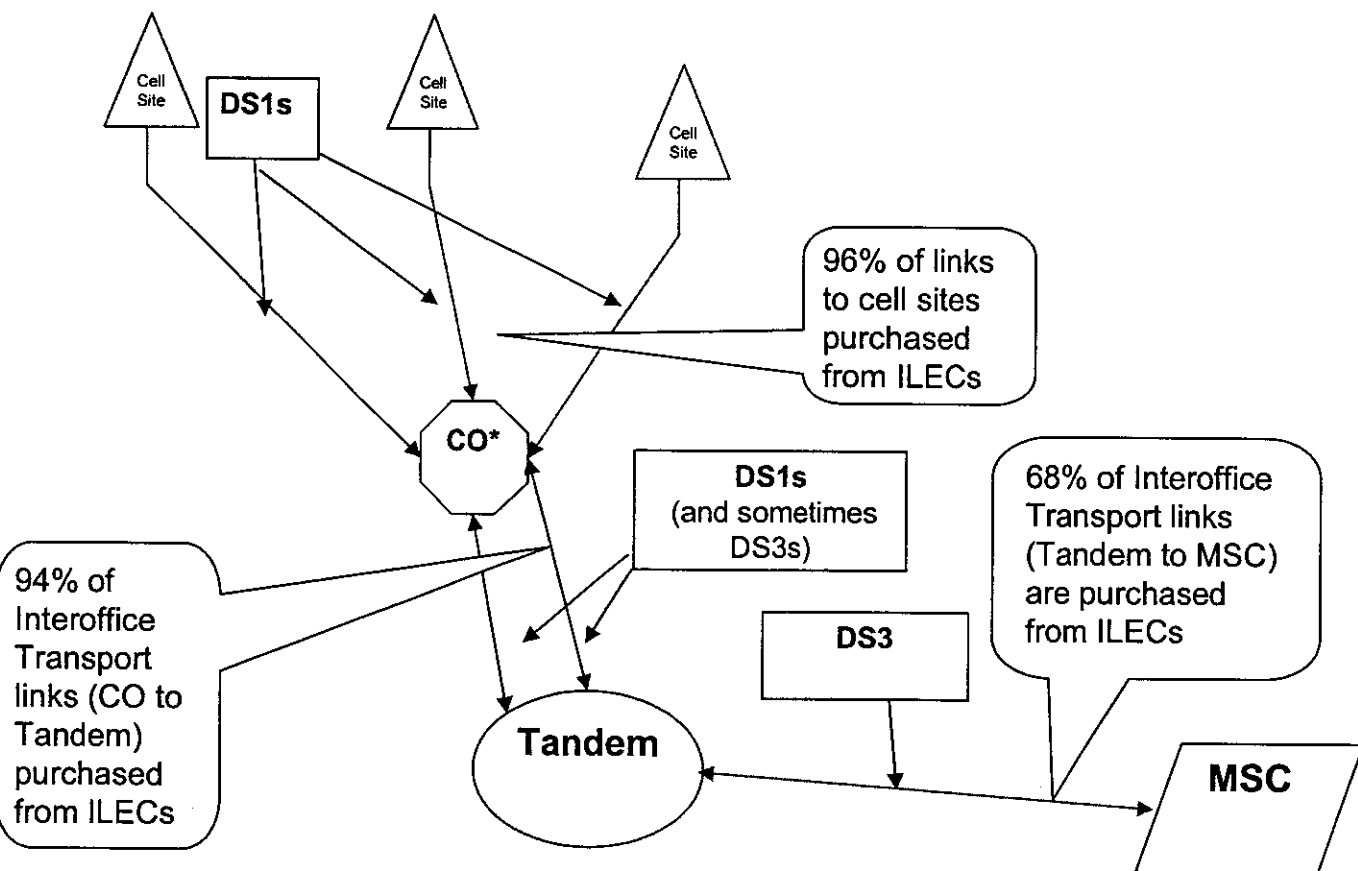 Cell
Site
DS1s
Cell
Site
Cell
Site
96% of links
to cell sites
purchased
from ILECs
CO*
DS1s
(and sometimes
DS3s)
68% of Interoffice
Transport links
(Tandem to MSC)
are purchased
from ILECs
94% of
Interoffice
Transport
links (CO to
Tandem)
purchased
from ILECs
DS3
Tandem
MSC